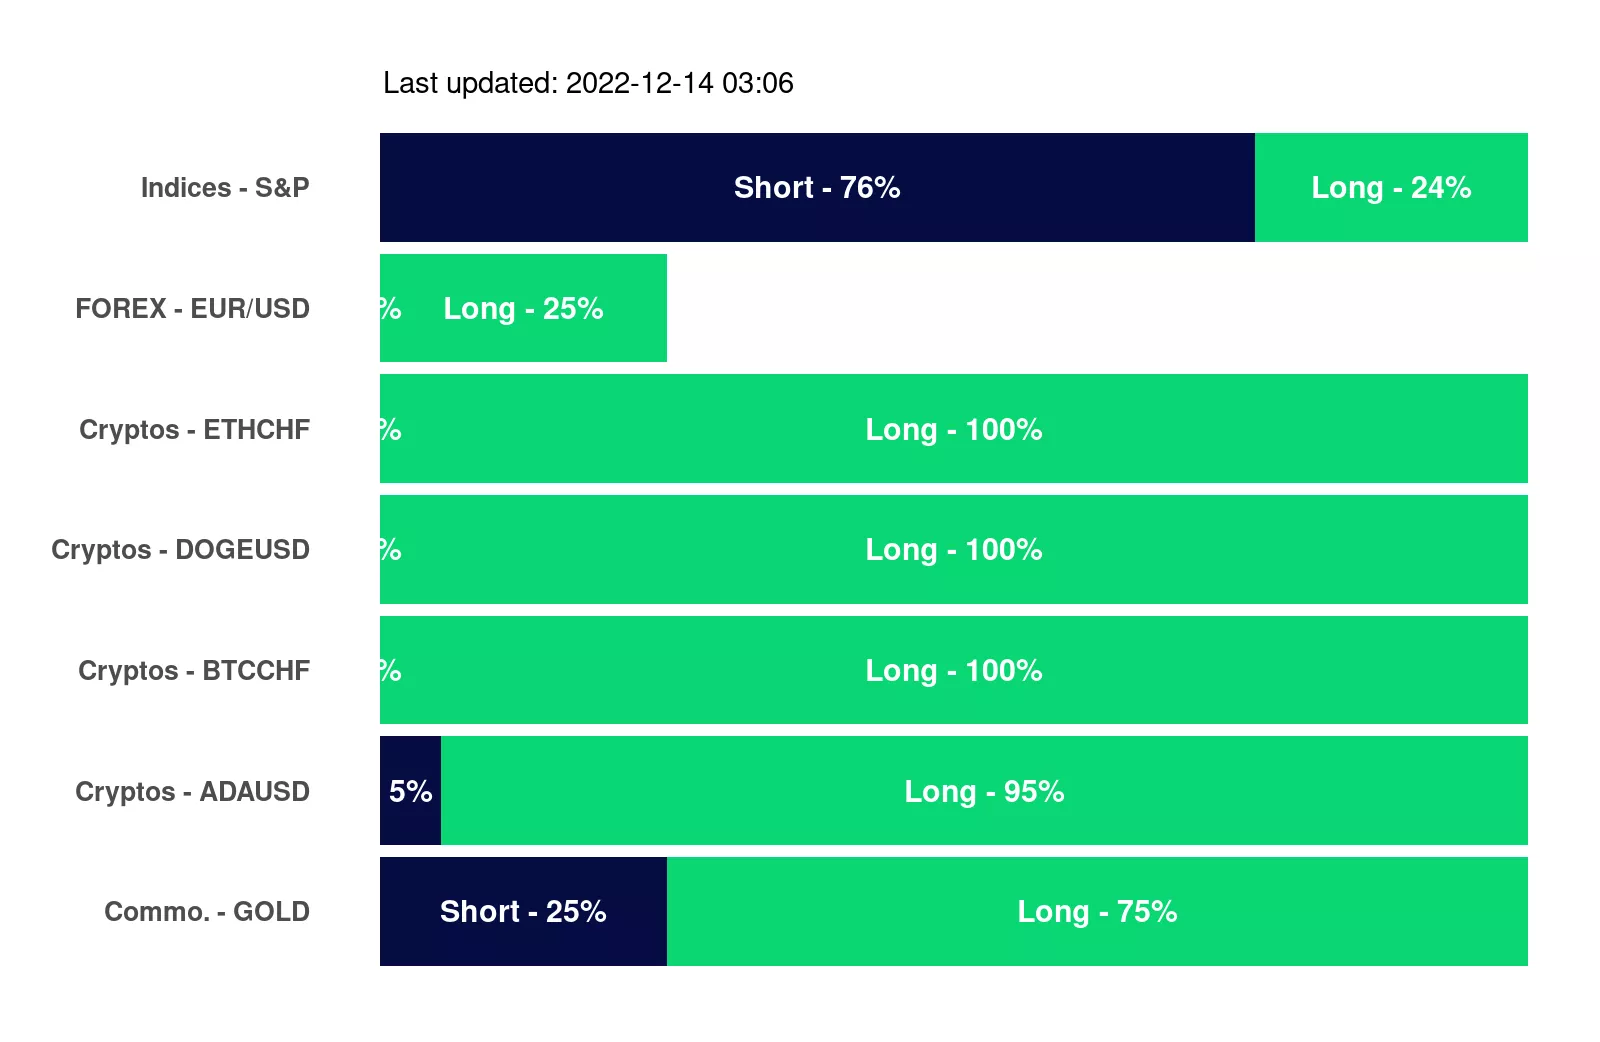 Last updated: 2022-12-14 03:06
Indices - S&P Short - 76% Long - 24%
FOREX - EUR/USD % Long - 25%
Cryptos - ETHCHF % Long - 100%
Cryptos - DOGEUSD % Long - 100%
Cryptos - BTCCHF % Long - 100%
Cryptos - ADAUSD 5% Long - 95%
Commo. - GOLD Short - 25% Long - 75%